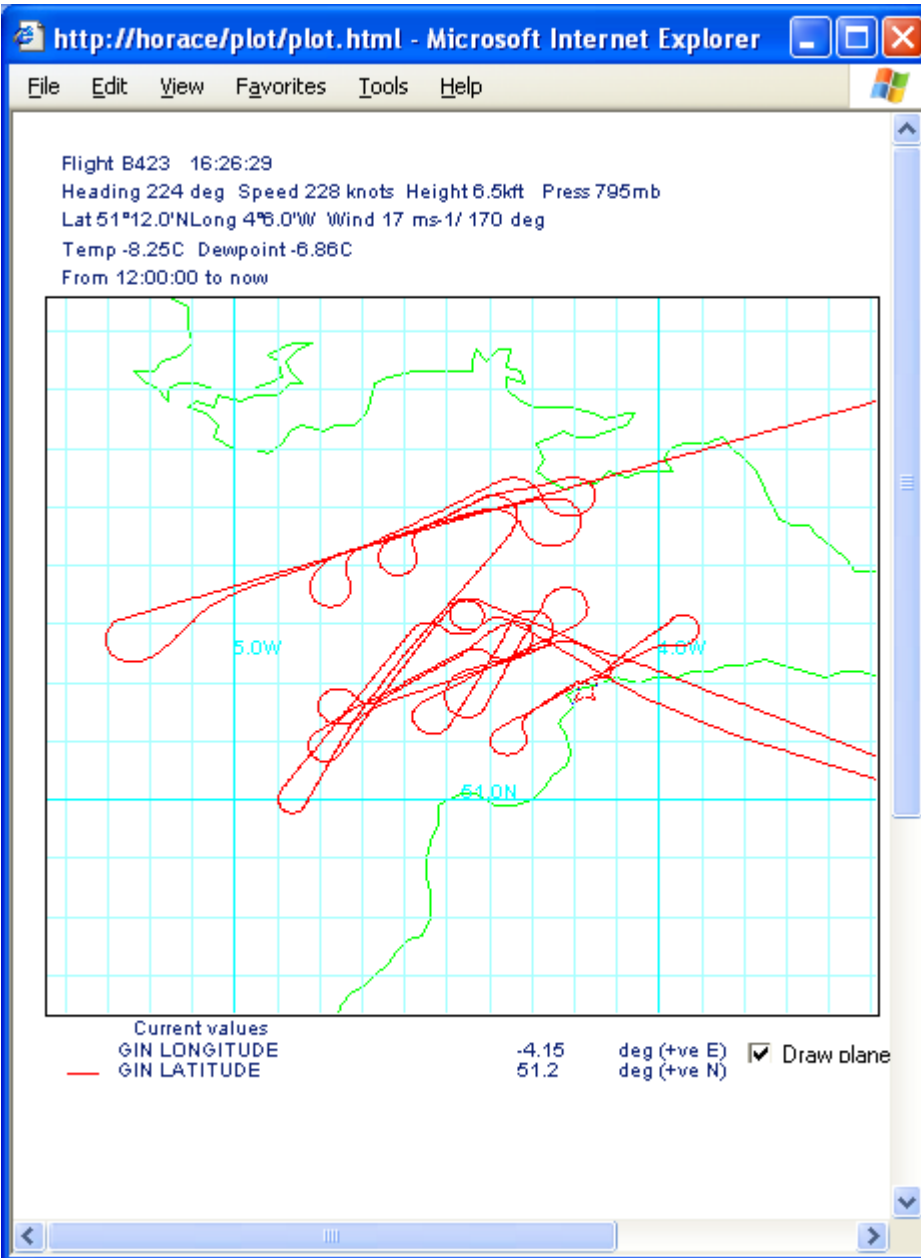 http://horace/plot/plot.html - Microsoft Internet Explorer
File Edit View Favorites Tools Help
Flight B423 16:26:29
Heading 224 deg Speed 228 knots Height 6.5kft Press 795mb
Lat 51°12.0'NLong 4°6.0'W Wind 17 ms-1/ 170 deg
Temp -8.25C Dewpoint -6.86C
From 12:00:00 to now
5.0W 4.0W
51.0N
Current values
GIN LONGITUDE -4.15 deg (+ve E)
GIN LATITUDE 51.2 deg (+ve N)
Draw plane